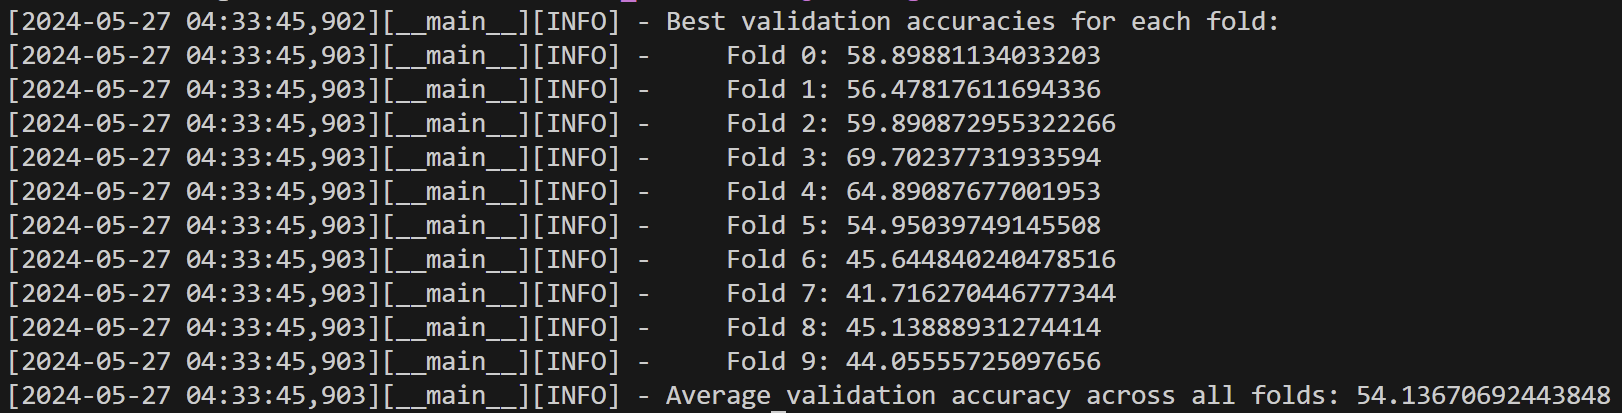 [2024-05-27 04:33:45,902][__main__][INFO] - Best validation accuracies for each fold:
[2024-05-27 04:33:45,903][__main__][INFO] -     Fold 0: 58.89881134033203
[2024-05-27 04:33:45,903][__main__][INFO] -     Fold 1: 56.47817611694336
[2024-05-27 04:33:45,903][__main__][INFO] -     Fold 2: 59.890872955322266
[2024-05-27 04:33:45,903][__main__][INFO] -     Fold 3: 69.70237731933594
[2024-05-27 04:33:45,903][__main__][INFO] -     Fold 4: 64.89087677001953
[2024-05-27 04:33:45,903][__main__][INFO] -     Fold 5: 54.95039749145508
[2024-05-27 04:33:45,903][__main__][INFO] -     Fold 6: 45.644840240478516
[2024-05-27 04:33:45,903][__main__][INFO] -     Fold 7: 41.716270446777344
[2024-05-27 04:33:45,903][__main__][INFO] -     Fold 8: 45.13888931274414
[2024-05-27 04:33:45,903][__main__][INFO] -     Fold 9: 44.05555725097656
[2024-05-27 04:33:45,903][__main__][INFO] - Average validation accuracy across all folds: 54.13670692443848